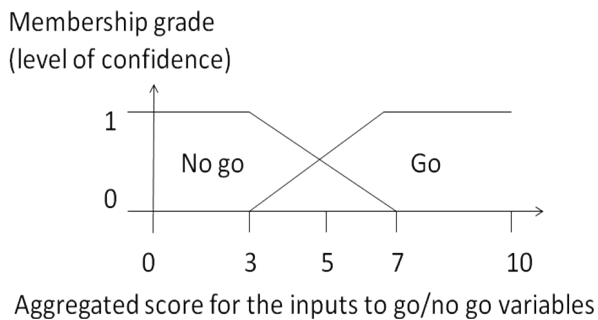 Membership grade
(level of confidence)
1
No go
Go
0
0 3 5 7 10
Aggregated score for the inputs to go/no go variables